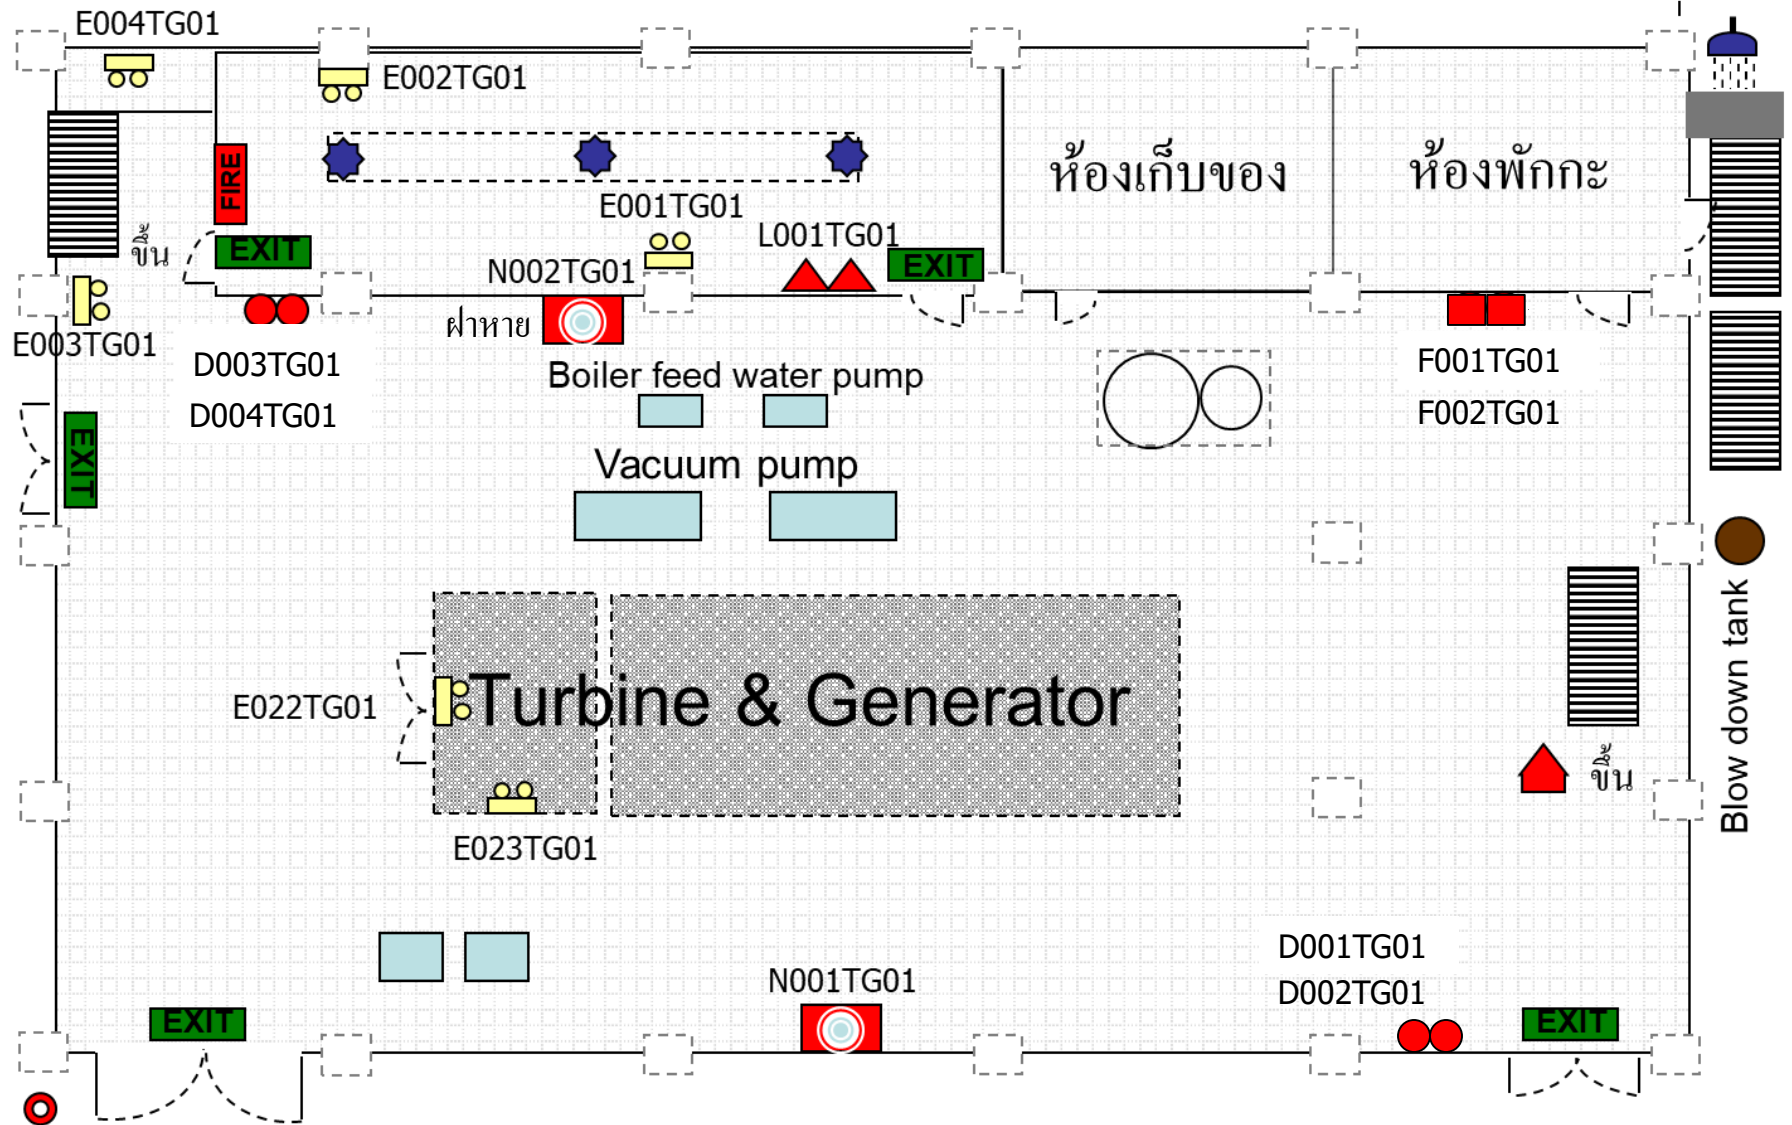 E004TG01
E002TG01
FIRE
ห้องเก็บของ
ห้องพักกะ
E001TG01
L001TG01
ขึ้น
EXIT
EXIT
N002TG01
ฝาหาย
E003TG01
D003TG01
D004TG01
Boiler feed water pump
F001TG01
F002TG01
EXIT
Vacuum pump
Turbine & Generator
E022TG01
Blow down tank
ขึ้น
E023TG01
D001TG01
D002TG01
N001TG01
EXIT
EXIT